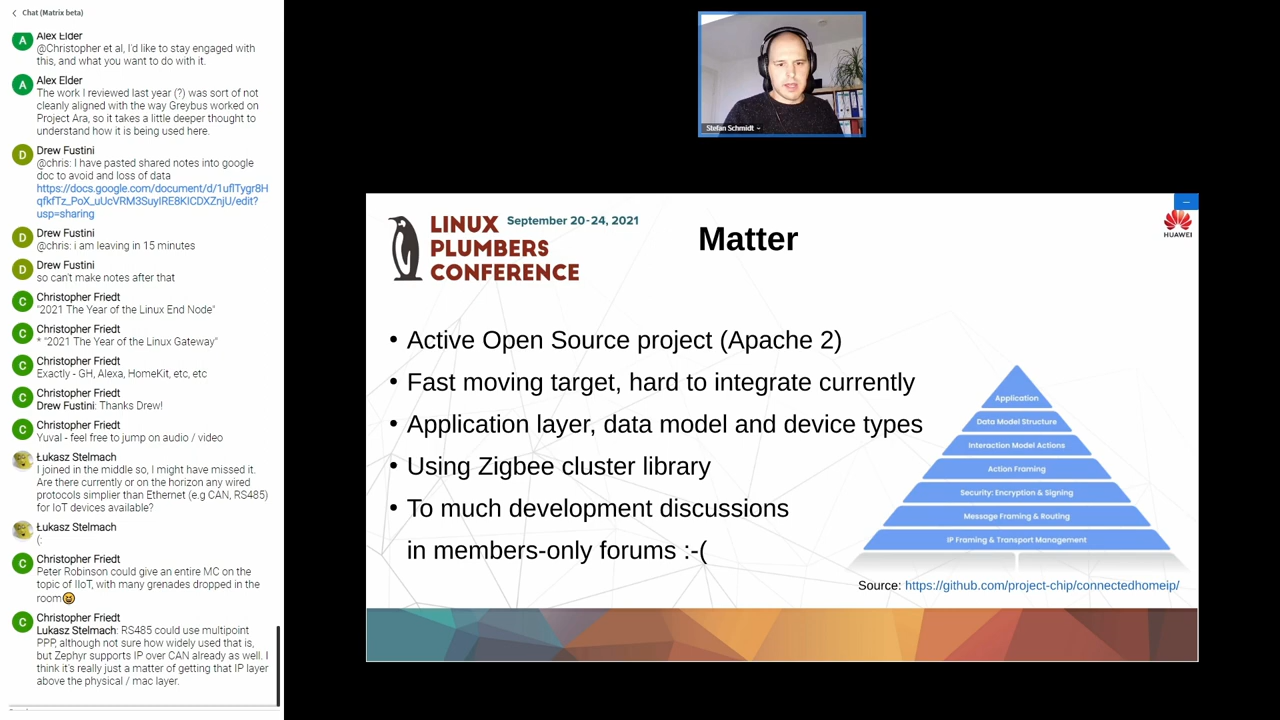 Chat (Matrix beta)
Alex Elder
@Christopher et al, I'd like to stay engaged with
this, and what you want to do with it.
Alex Elder
The work I reviewed last year (?) was sort of not
cleanly aligned with the way Greybus worked on
Project Ara, so it takes a little deeper thought to
understand how it is being used here.
Drew Fustini
@chris: I have pasted shared notes into google
doc to avoid and loss of data
https://docs.google.com/document/d/1uflTygr8H
qfkfTz_PoX_uUcVRM3SuyIRE8KICDXZnjU/edit?
usp=sharing
Drew Fustini
@chris: i am leaving in 15 minutes
Drew Fustini
so can't make notes after that
Christopher Friedt
"2021 The Year of the Linux End Node"
Christopher Friedt
* "2021 The Year of the Linux Gateway"
Christopher Friedt
Exactly - GH, Alexa, HomeKit, etc, etc
Christopher Friedt
Drew Fustini: Thanks Drew!
Christopher Friedt
Yuval - feel free to jump on audio / video
Łukasz Stelmach
I joined in the middle so, I might have missed it.
Are there currently or on the horizon any wired
protocols simplier than Ethernet (e.g CAN, RS485)
for IoT devices available?
Łukasz Stelmach
(:
Christopher Friedt
Peter Robinson could give an entire MC on the
topic of IIoT, with many grenades dropped in the
room😆
Christopher Friedt
Lukasz Stelmach: RS485 could use multipoint
PPP, although not sure how widely used that is,
but Zephyr supports IP over CAN already as well. I
think it's really just a matter of getting that IP layer
above the physical / mac layer.
Stefan Schmidt
LINUX
PLUMBERS
CONFERENCE
September 20-24, 2021
Matter
HUAWEI
• Active Open Source project (Apache 2)
• Fast moving target, hard to integrate currently
• Application layer, data model and device types
• Using Zigbee cluster library
• To much development discussions
in members-only forums :-(
Application
Data Model Structure
Interaction Model Actions
Action Framing
Security: Encryption & Signing
Message Framing & Routing
IP Framing & Transport Management
Source: https://github.com/project-chip/connectedhomeip/